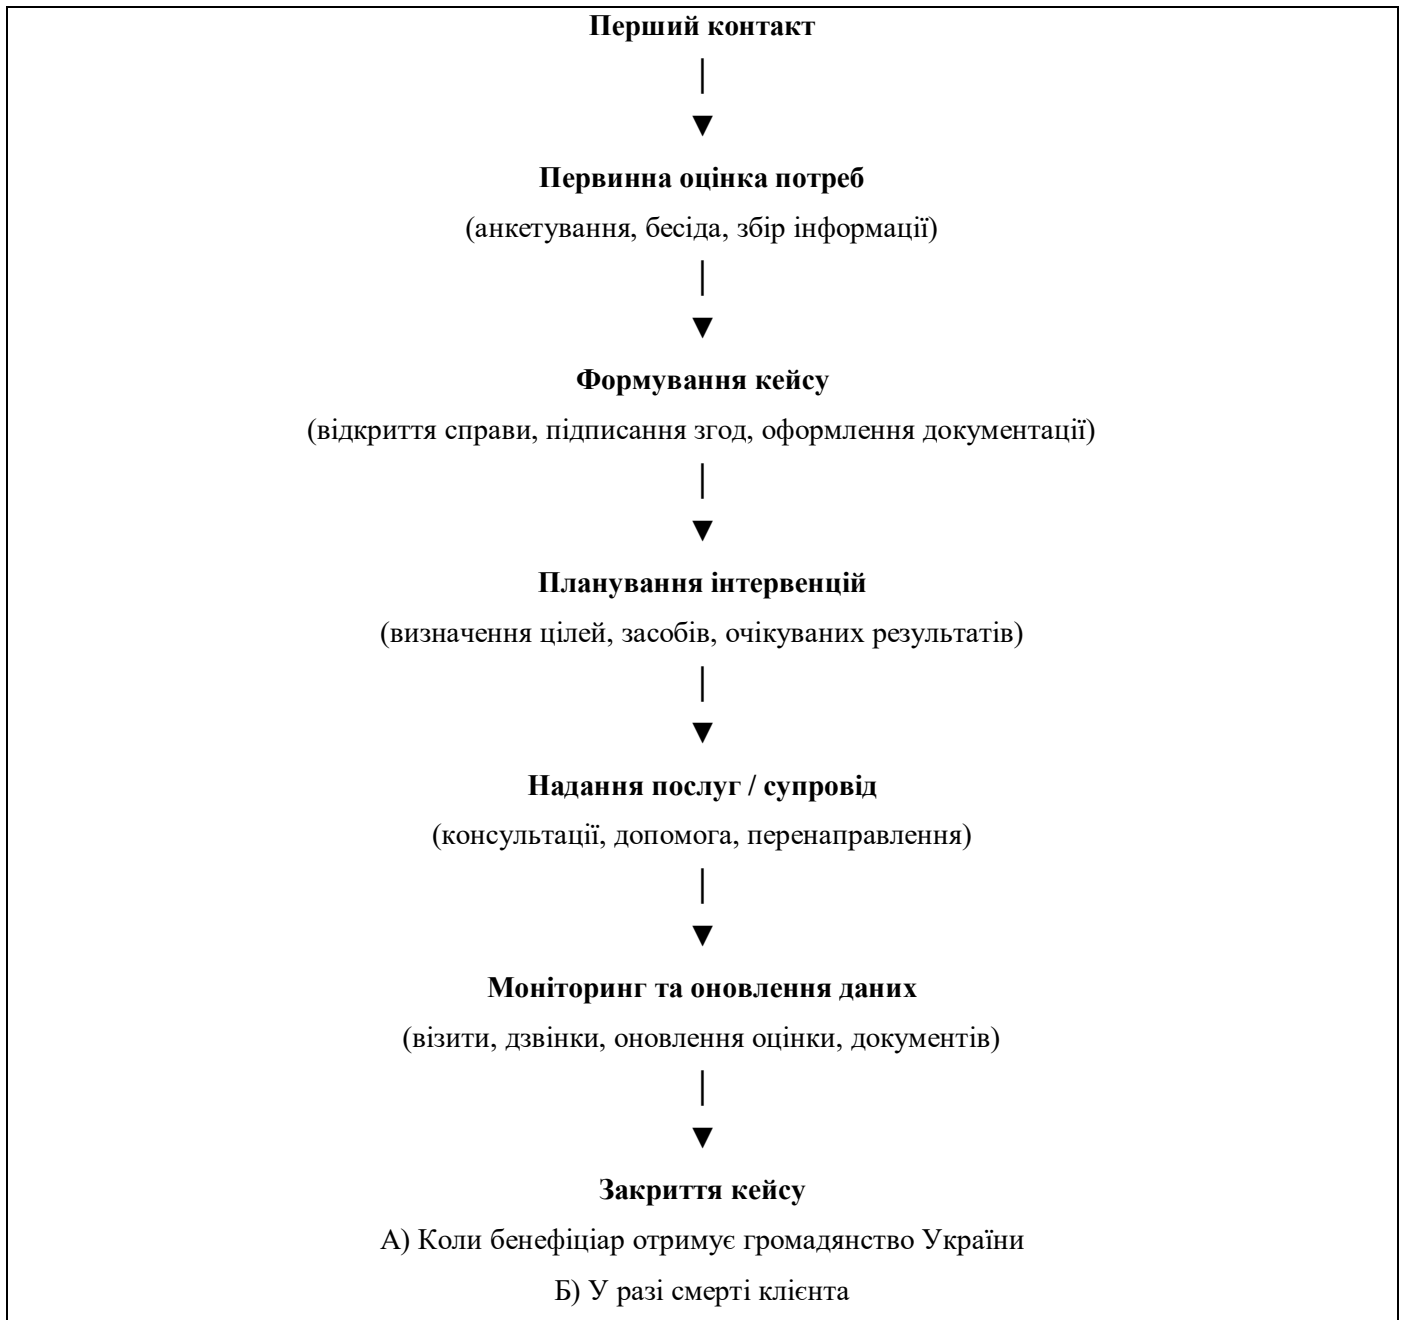 Перший контакт
Первинна оцінка потреб
(анкетування, бесіда, збір інформації)
Формування кейсу
(відкриття справи, підписання згод, оформлення документації)
Планування інтервенцій
(визначення цілей, засобів, очікуваних результатів)
Надання послуг / супровід
(консультації, допомога, перенаправлення)
Моніторинг та оновлення даних
(візити, дзвінки, оновлення оцінки, документів)
Закриття кейсу
А) Коли бенефіціар отримує громадянство України
Б) У разі смерті клієнта